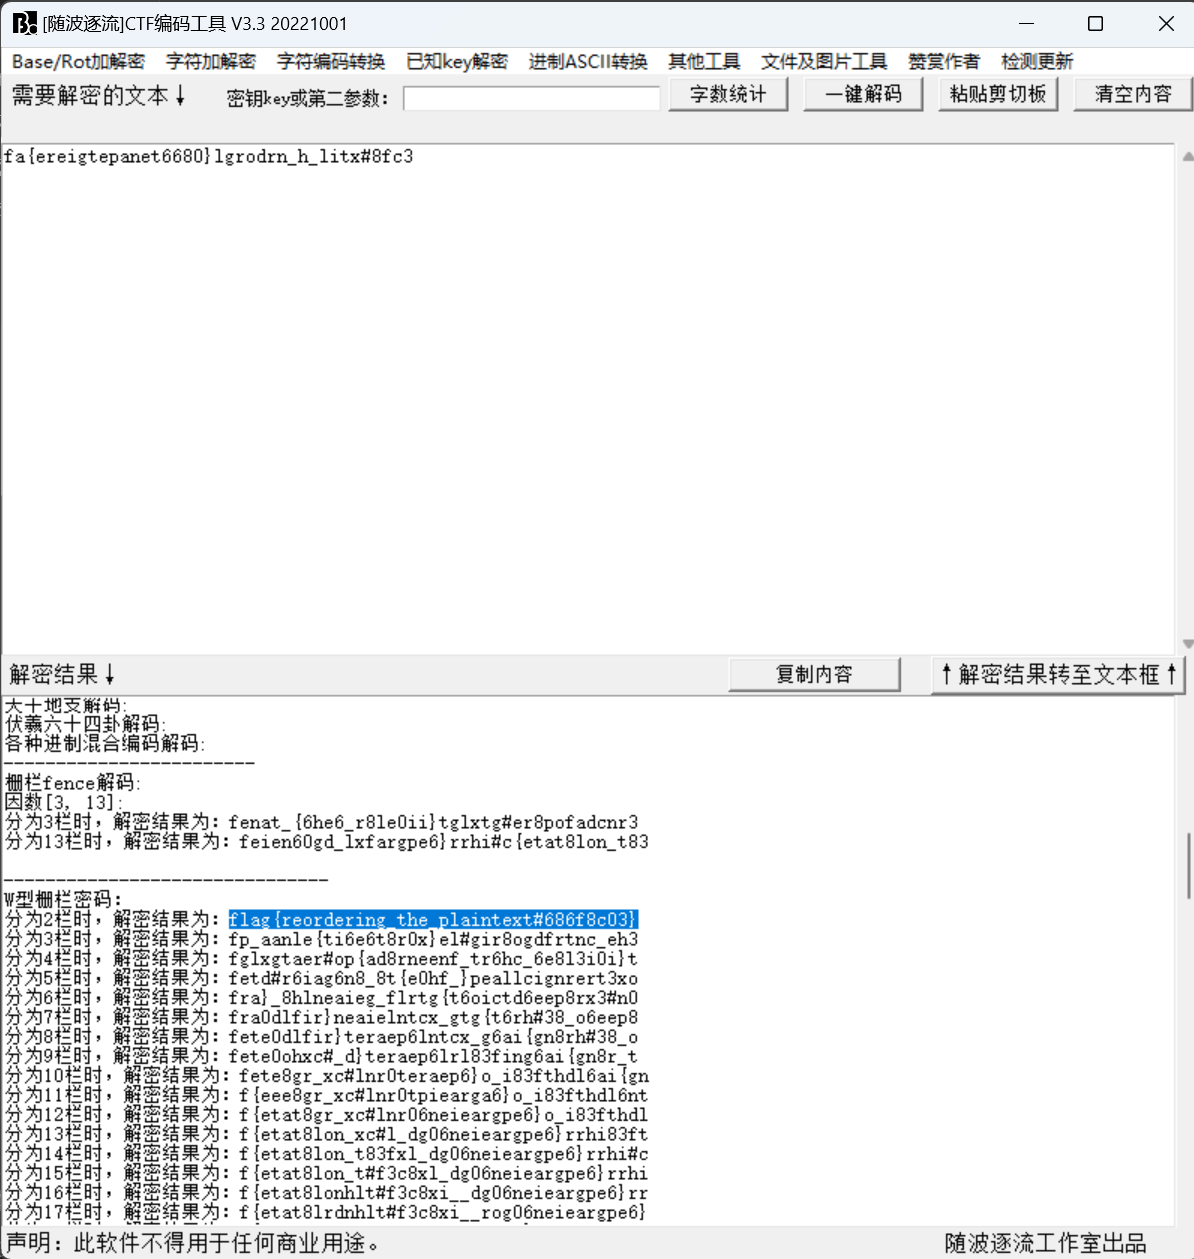 [随波逐流]CTF编码工具 V3.3 20221001
Base/Rot加解密 字符加解密 字符编码转换 已知key解密 进制ASCII转换 其他工具 文件及图片工具 赞赏作者 检测更新
需要解密的文本↓ 密钥key或第二参数: 字数统计 一键解码 粘贴剪切板 清空内容
fa{ereigtepanet6680}lgrodrn_h_litx#8fc3
解密结果↓ 复制内容 ↑解密结果转至文本框↑
天干地支解码:
伏羲六十四卦解码:
各种进制混合编码解码:
-----------------------
栅栏fence解码:
因数[3, 13]:
分为3栏时，解密结果为：fenat_{6he6_r8le0ii}tglxtg#er8pofadcnr3
分为13栏时，解密结果为：feien60gd_lxfargpe6}rrhi#c{etat8lon_t83
------------------------------
W型栅栏密码：
分为2栏时，解密结果为：flag{reordering_the_plaintext#686f8c03}
分为3栏时，解密结果为：fp_aanle{ti6e6t8r0x}el#gir8ogdfrtnc_eh3
分为4栏时，解密结果为：fglxgtaer#op{ad8rneenf_tr6hc_6e8l3i0i}t
分为5栏时，解密结果为：fetd#r6iag6n8_8t{e0hf_}peallcignrert3xo
分为6栏时，解密结果为：fra}_8hlneaieg_flrtg{t6oictd6eep8rx3#n0
分为7栏时，解密结果为：fra0dlfir}neaielntcx_gtg{t6rh#38_o6eep8
分为8栏时，解密结果为：fete0dlfir}teraep6lntcx_g6ai{gn8rh#38_o
分为9栏时，解密结果为：fete0ohxc#_d}teraep6lrl83fing6ai{gn8r_t
分为10栏时，解密结果为：fete8gr_xc#lnr0teraep6}o_i83fthdl6ai{gn
分为11栏时，解密结果为：f{eee8gr_xc#lnr0tpiearga6}o_i83fthdl6nt
分为12栏时，解密结果为：f{etat8gr_xc#lnr06neieargpe6}o_i83fthdl
分为13栏时，解密结果为：f{etat8lon_xc#l_dg06neieargpe6}rrhi83ft
分为14栏时，解密结果为：f{etat8lon_t83fxl_dg06neieargpe6}rrhi#c
分为15栏时，解密结果为：f{etat8lon_t#f3c8xl_dg06neieargpe6}rrhi
分为16栏时，解密结果为：f{etat8lonhlt#f3c8xi__dg06neieargpe6}rr
分为17栏时，解密结果为：f{etat8lrdnhlt#f3c8xi__rog06neieargpe6}
声明：此软件不得用于任何商业用途。 随波逐流工作室出品